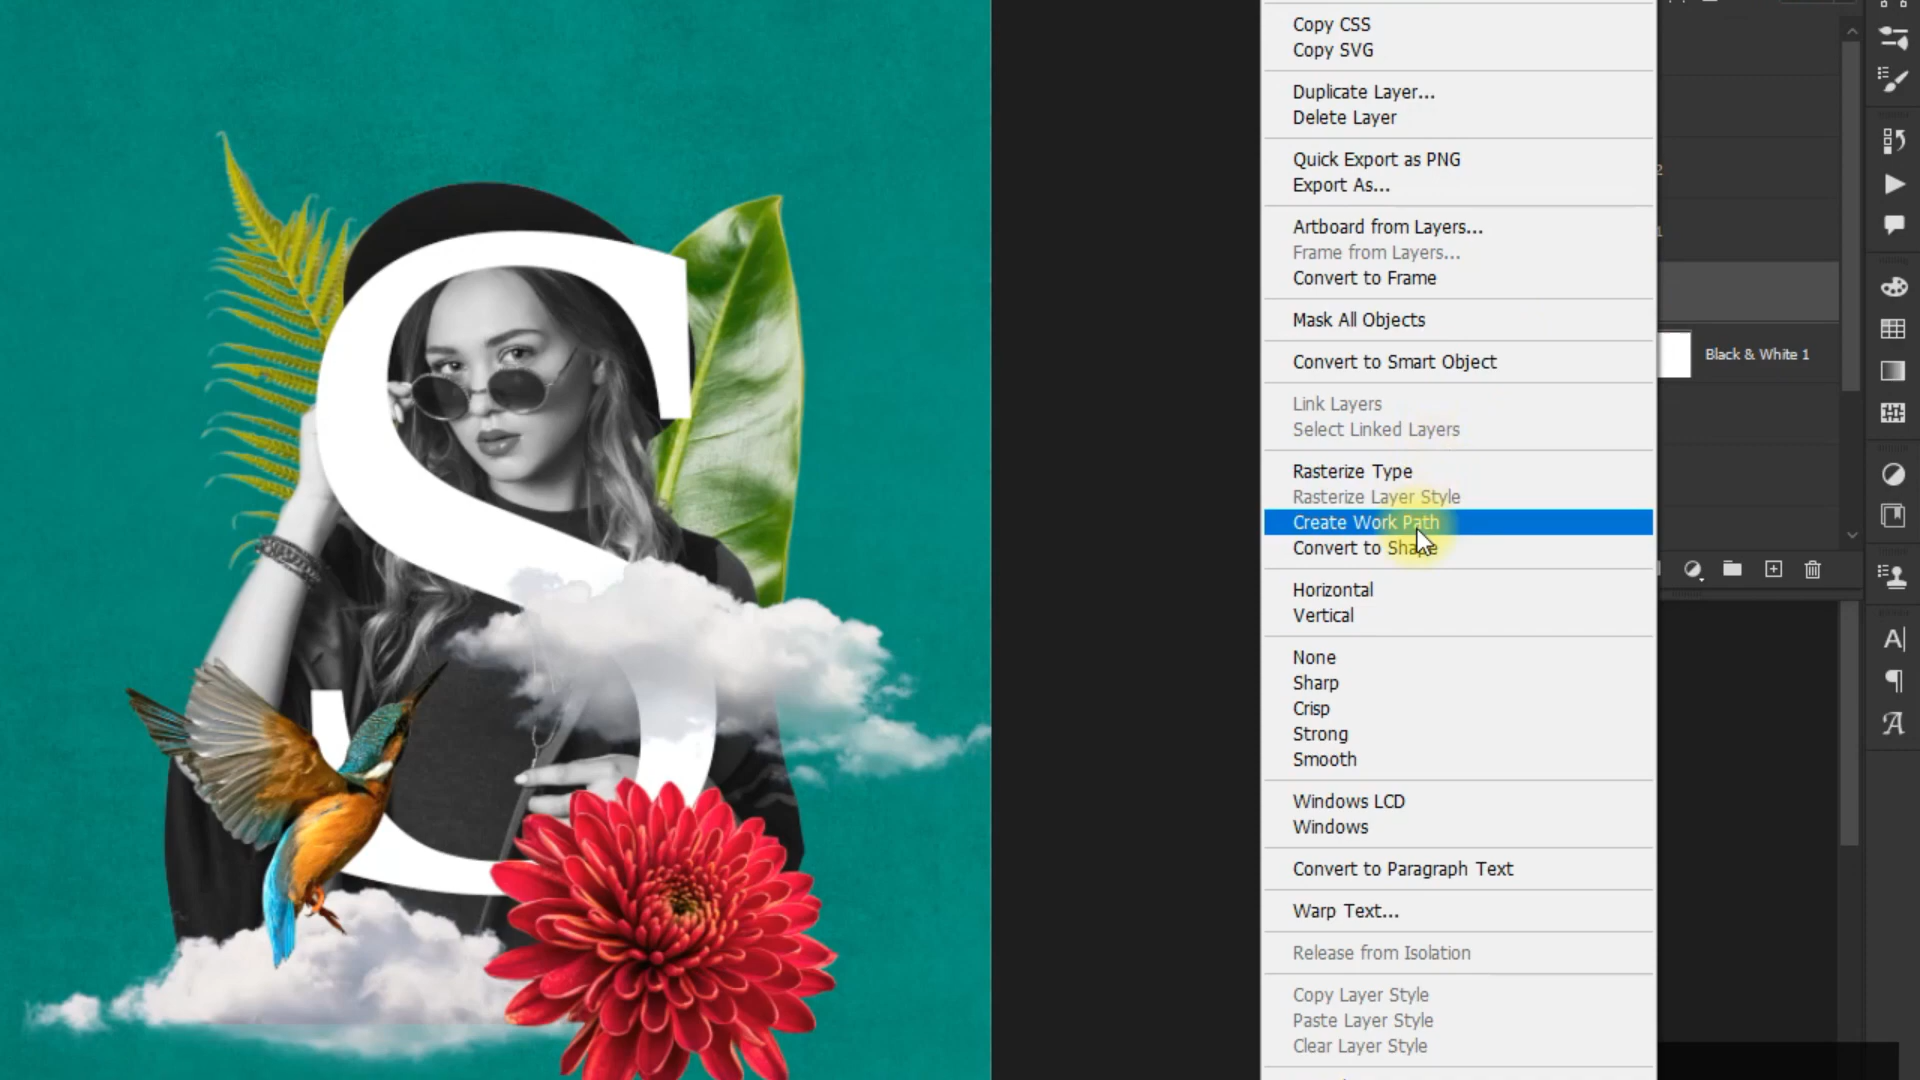 Copy CSS
Copy SVG
Duplicate Layer...
Delete Layer
Quick Export as PNG
Export As...
Artboard from Layers...
Frame from Layers...
Convert to Frame
Mask All Objects
Convert to Smart Object
Link Layers
Select Linked Layers
Rasterize Type
Rasterize Layer Style
Create Work Path
Convert to Shape
Horizontal
Vertical
None
Sharp
Crisp
Strong
Smooth
Windows LCD
Windows
Convert to Paragraph Text
Warp Text...
Release from Isolation
Copy Layer Style
Paste Layer Style
Clear Layer Style
2
1
Black & White 1
S